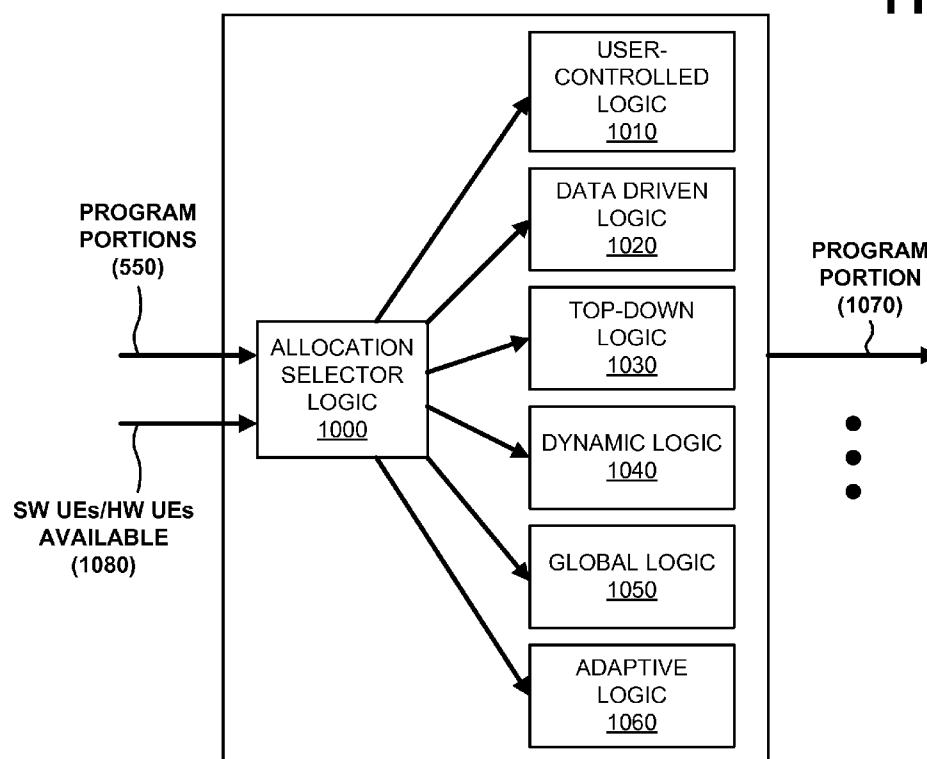 USER-
CONTROLLED
LOGIC
1010
DATA DRIVEN
LOGIC
1020
PROGRAM
PORTIONS
(550)
PROGRAM
PORTION
(1070)
TOP-DOWN
LOGIC
1030
ALLOCATION
SELECTOR
LOGIC
1000
DYNAMIC LOGIC
1040
SW UEs/HW UEs
AVAILABLE
(1080)
GLOBAL LOGIC
1050
ADAPTIVE
LOGIC
1060